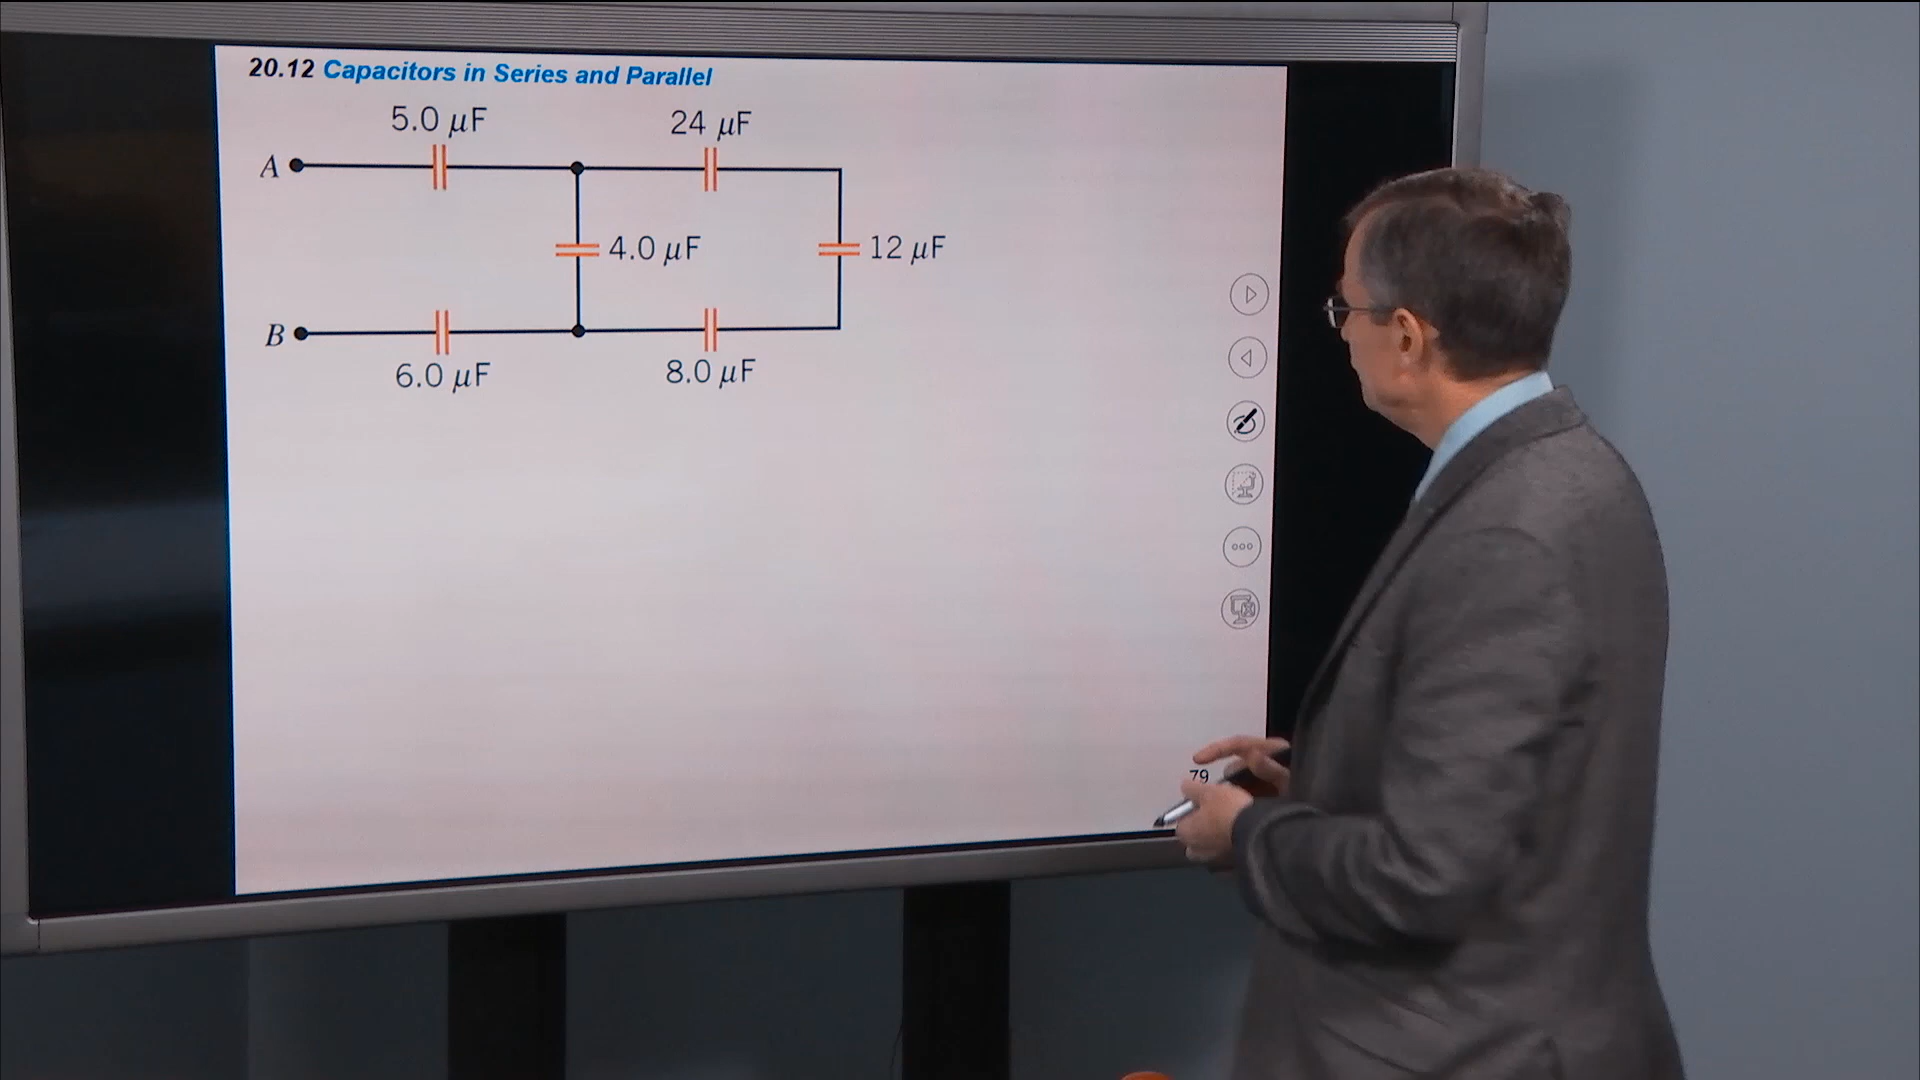 20.12 Capacitors in Series and Parallel
5.0 μF
24 μF
A
4.0 μF
12 μF
B
6.0 μF
8.0 μF
79